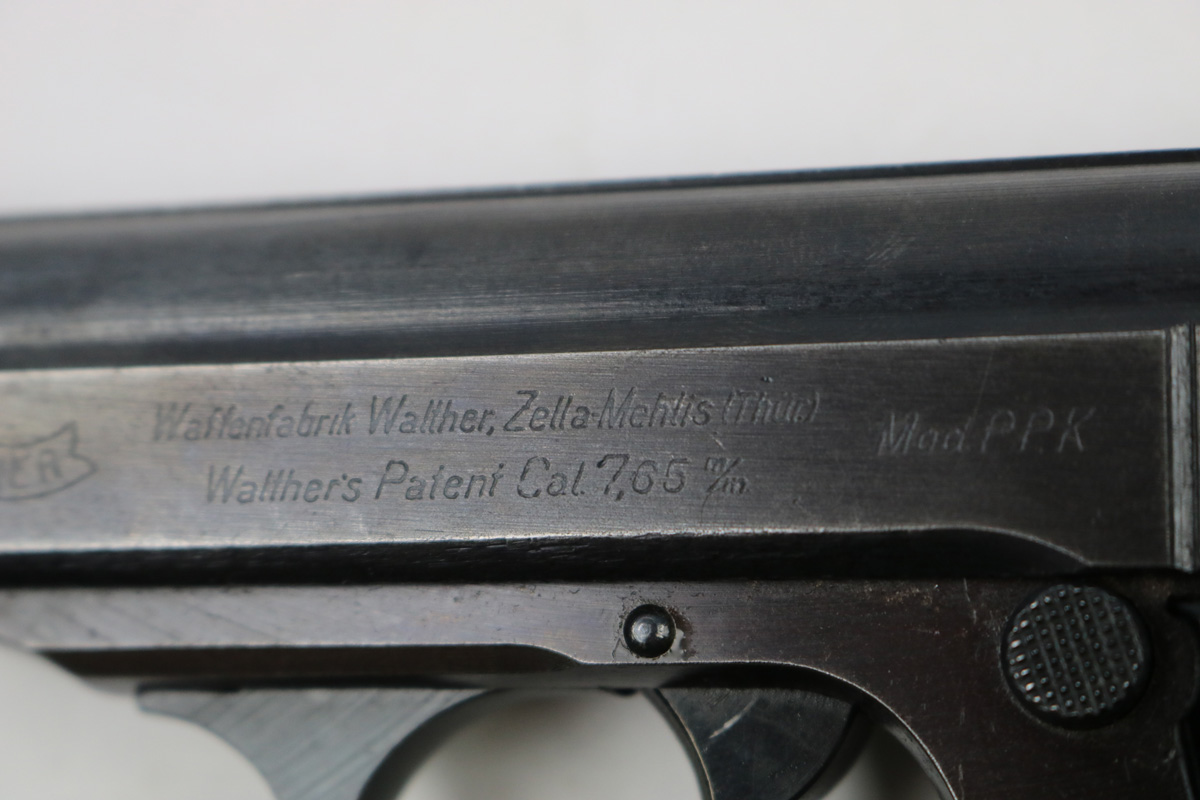 Waffenfabrik Walther, Zella-Mehlis (Thür.)
Walther's Patent Cal. 7,65 m/m.
Mod. PPK